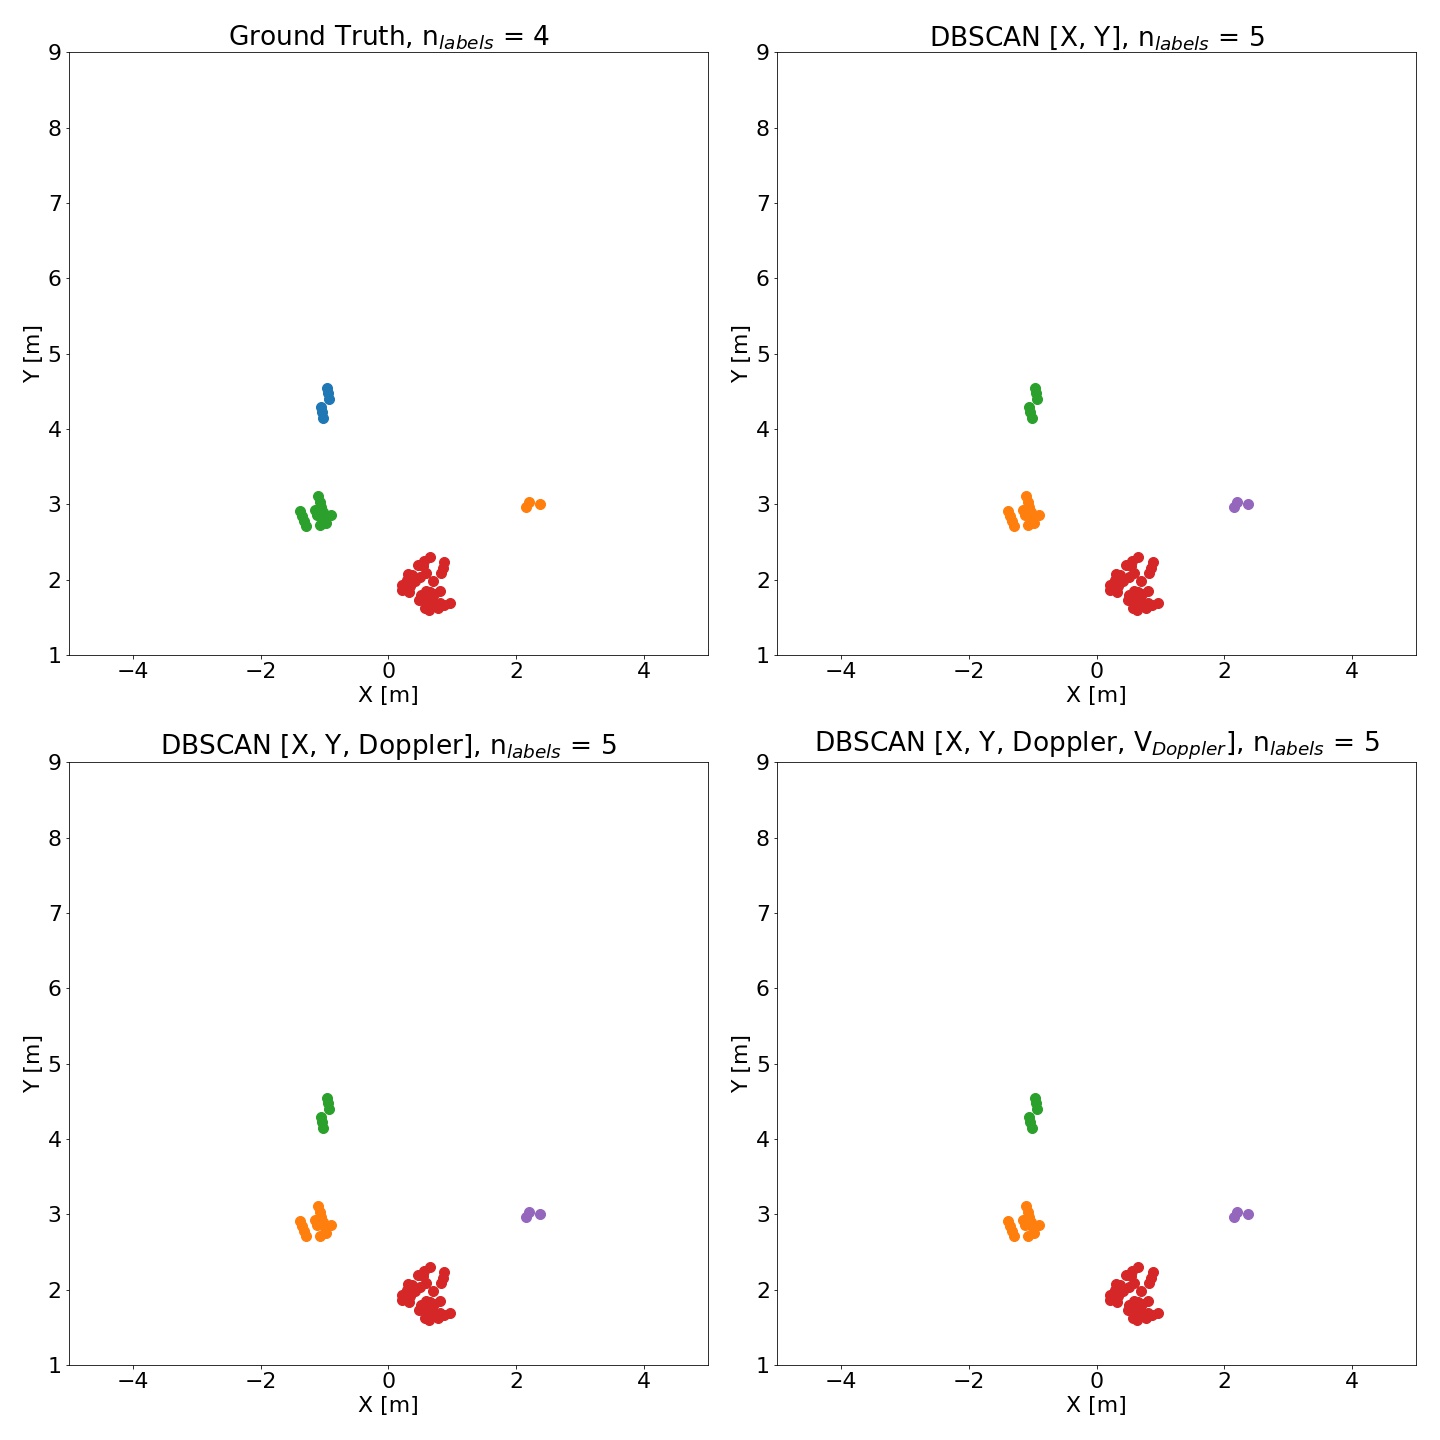 Ground Truth, n_labels = 4
9
8
7
6
5
4
3
2
1
Y [m]
−4 −2 0 2 4
X [m]
DBSCAN [X, Y], n_labels = 5
9
8
7
6
5
4
3
2
1
Y [m]
−4 −2 0 2 4
X [m]
DBSCAN [X, Y, Doppler], n_labels = 5
9
8
7
6
5
4
3
2
1
Y [m]
−4 −2 0 2 4
X [m]
DBSCAN [X, Y, Doppler, V_Doppler], n_labels = 5
9
8
7
6
5
4
3
2
1
Y [m]
−4 −2 0 2 4
X [m]